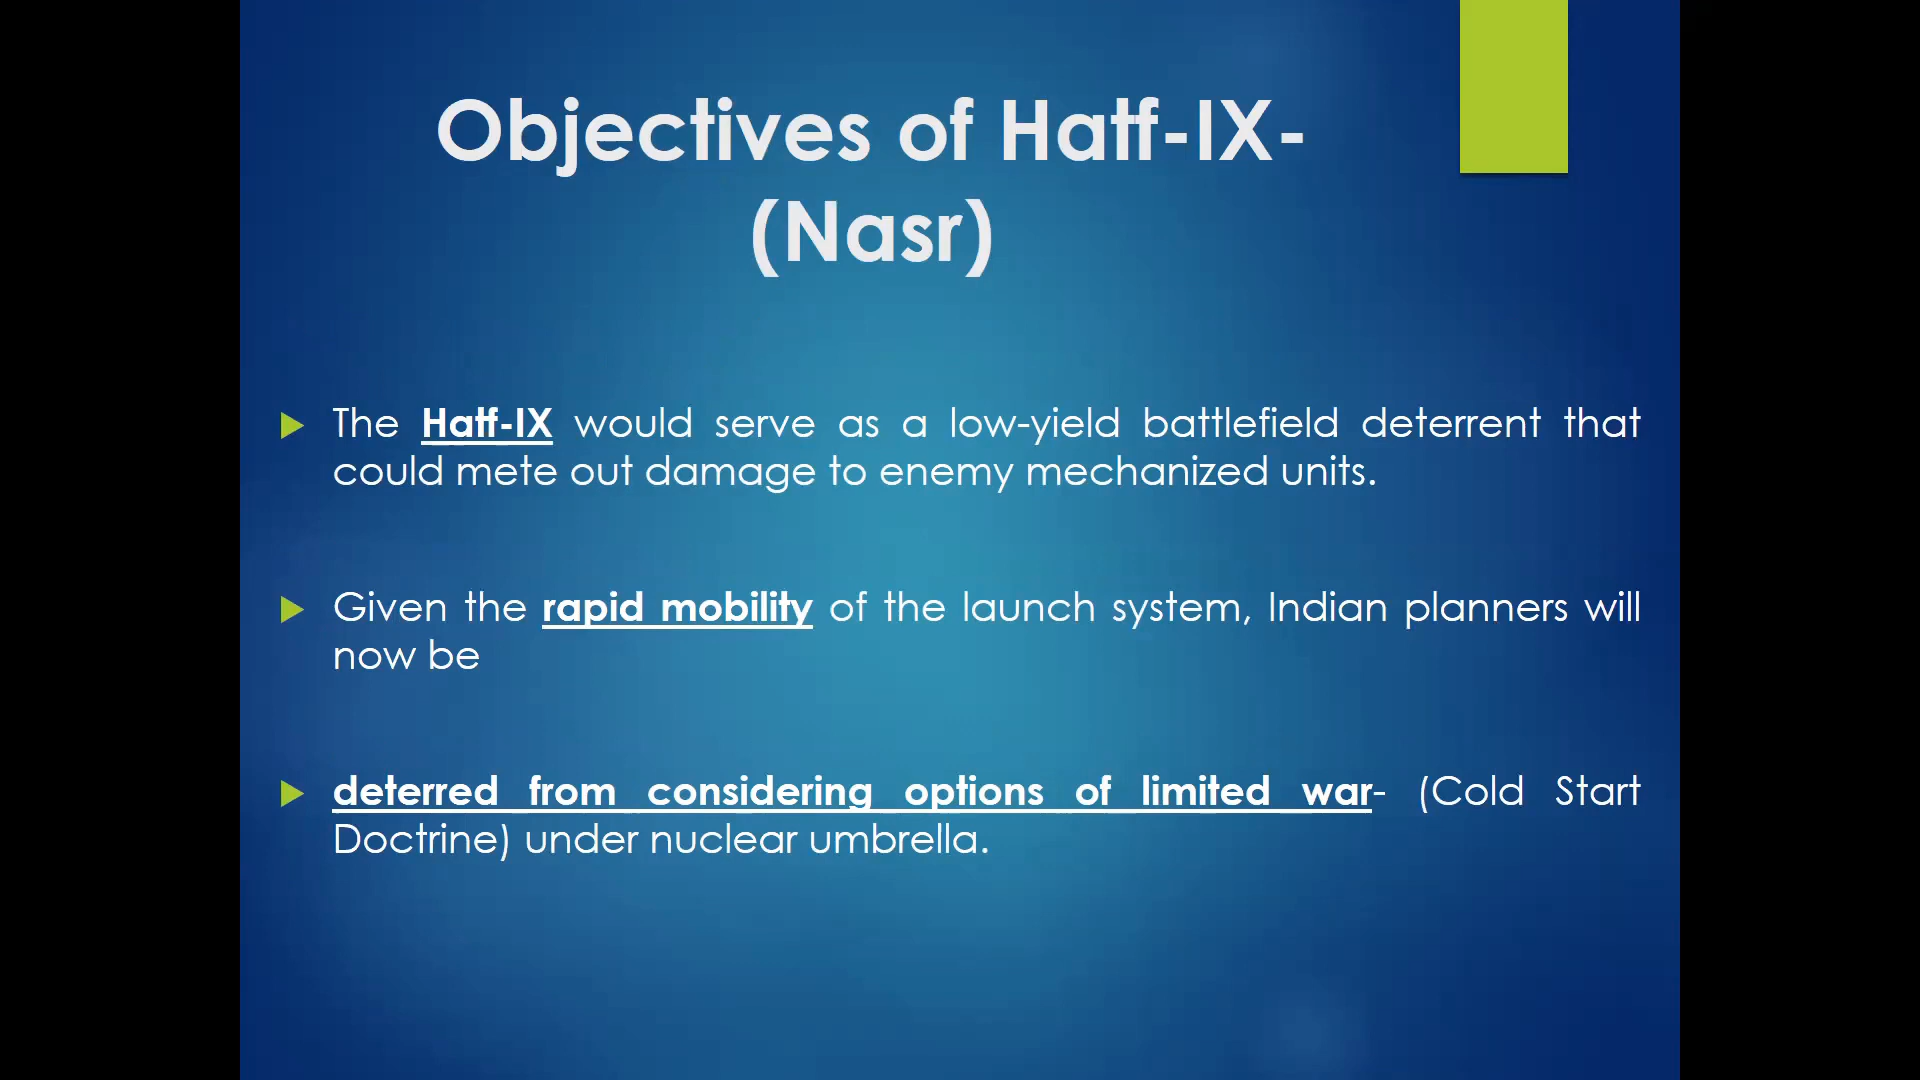 Objectives of Hatf-IX-
(Nasr)
The Hatf-IX would serve as a low-yield battlefield deterrent that
could mete out damage to enemy mechanized units.
Given the rapid mobility of the launch system, Indian planners will
now be
deterred from considering options of limited war- (Cold Start
Doctrine) under nuclear umbrella.